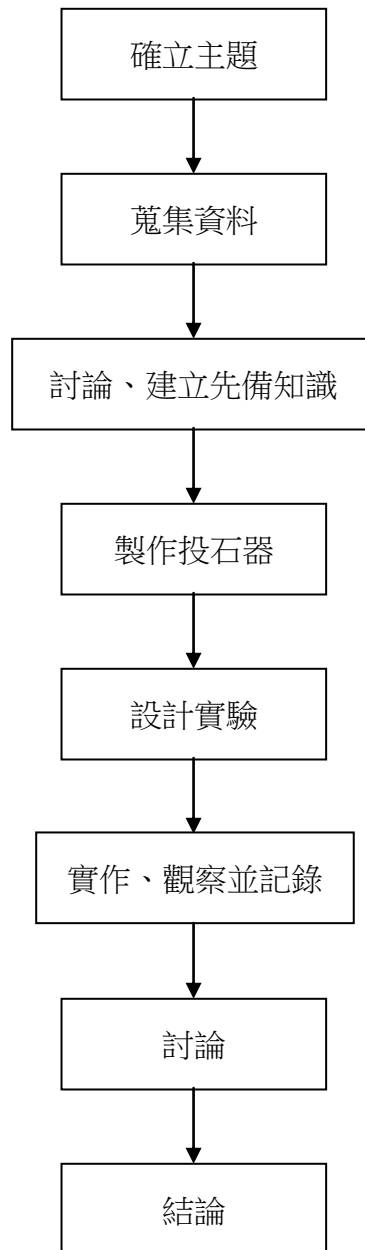 確立主題
蒐集資料
討論、建立先備知識
製作投石器
設計實驗
實作、觀察並記錄
討論
結論